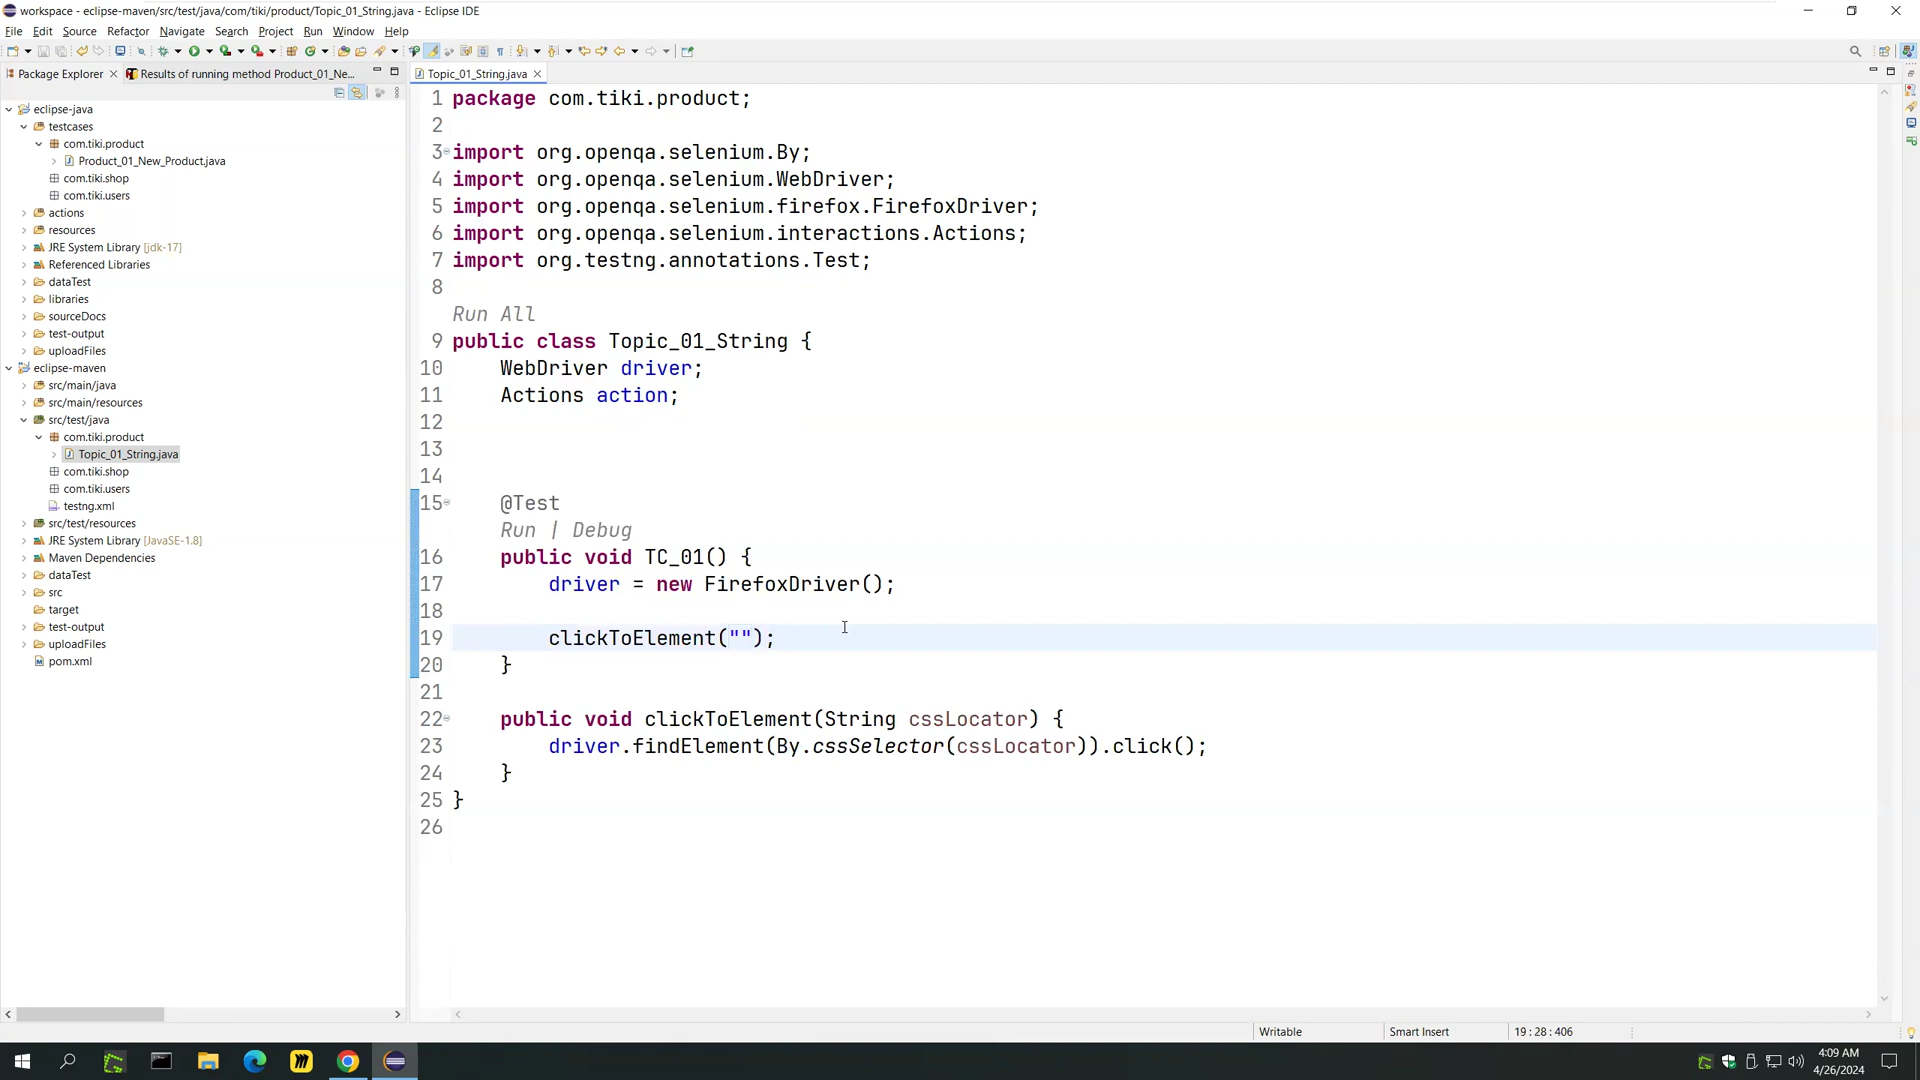 workspace - eclipse-maven/src/test/java/com/tiki/product/Topic_01_String.java - Eclipse IDE
File Edit Source Refactor Navigate Search Project Run Window Help
Package Explorer
Results of running method Product_01_Ne...
Topic_01_String.java
eclipse-java
testcases
com.tiki.product
Product_01_New_Product.java
com.tiki.shop
com.tiki.users
actions
resources
JRE System Library [jdk-17]
Referenced Libraries
dataTest
libraries
sourceDocs
test-output
uploadFiles
eclipse-maven
src/main/java
src/main/resources
src/test/java
com.tiki.product
Topic_01_String.java
com.tiki.shop
com.tiki.users
testng.xml
src/test/resources
JRE System Library [JavaSE-1.8]
Maven Dependencies
dataTest
src
target
test-output
uploadFiles
pom.xml
1 package com.tiki.product;
2
3 import org.openqa.selenium.By;
4 import org.openqa.selenium.WebDriver;
5 import org.openqa.selenium.firefox.FirefoxDriver;
6 import org.openqa.selenium.interactions.Actions;
7 import org.testng.annotations.Test;
8
Run All
9 public class Topic_01_String {
10 WebDriver driver;
11 Actions action;
12
13
14
15 @Test
Run | Debug
16 public void TC_01() {
17 driver = new FirefoxDriver();
18
19 clickToElement("");
20 }
21
22 public void clickToElement(String cssLocator) {
23 driver.findElement(By.cssSelector(cssLocator)).click();
24 }
25 }
26
Writable
Smart Insert
19 : 28 : 406
4:09 AM
4/26/2024